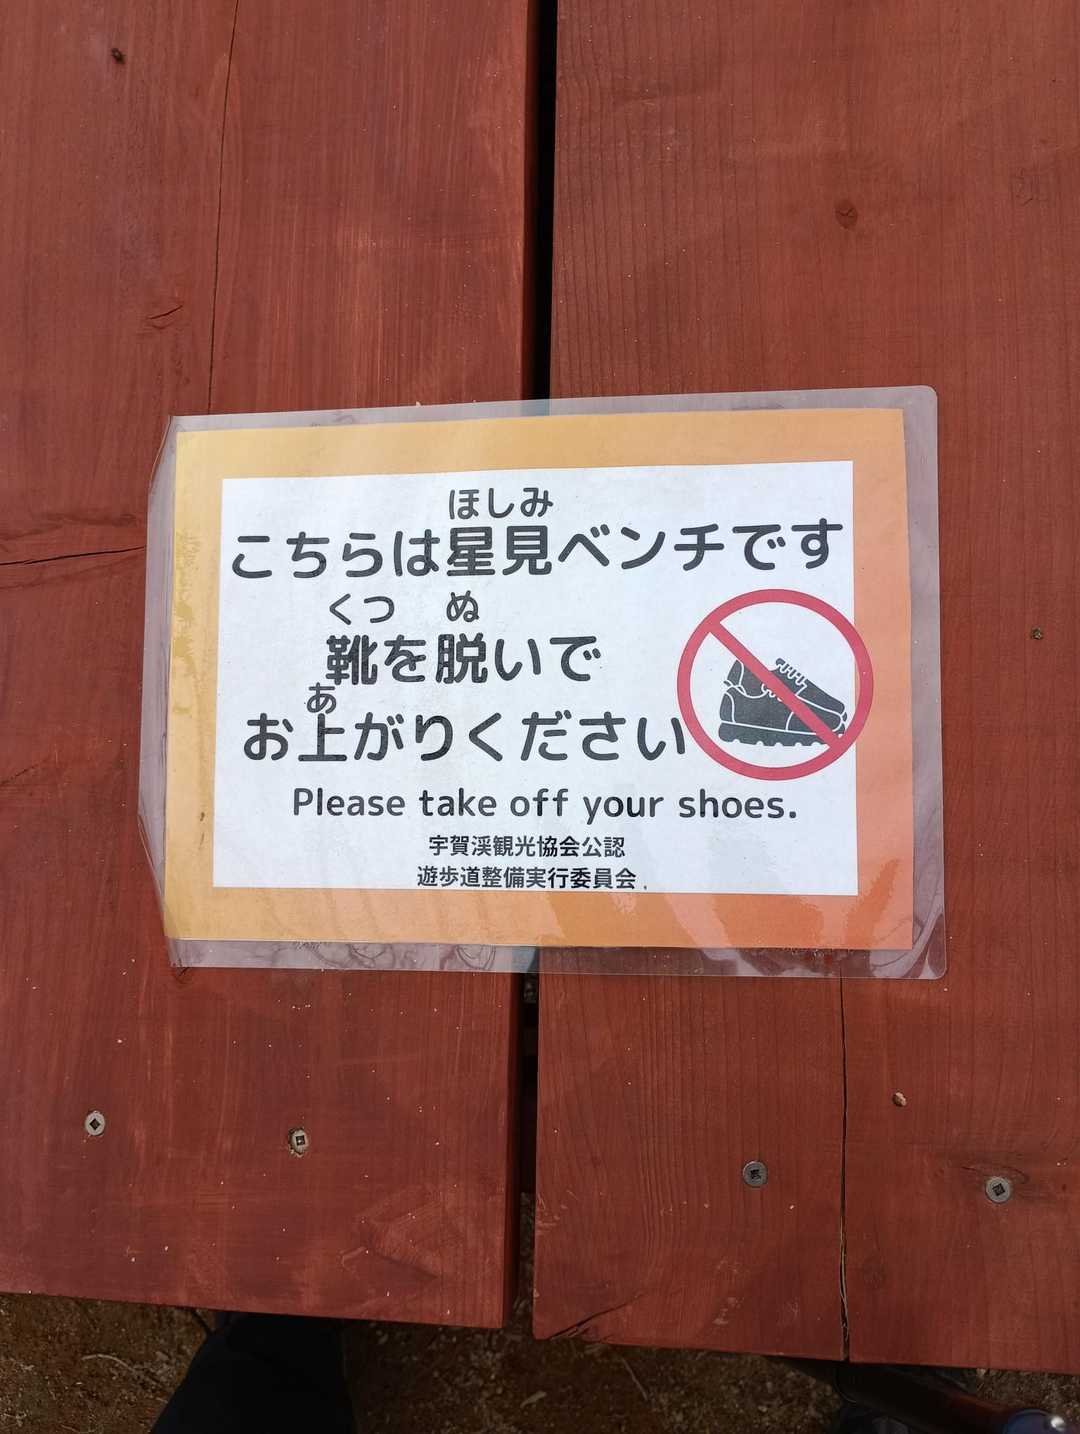 ほしみ
こちらは星見ベンチです
くつ ぬ
靴を脱いで
あ
お上がりください
Please take off your shoes.
宇賀渓観光協会公認
遊歩道整備実行委員会